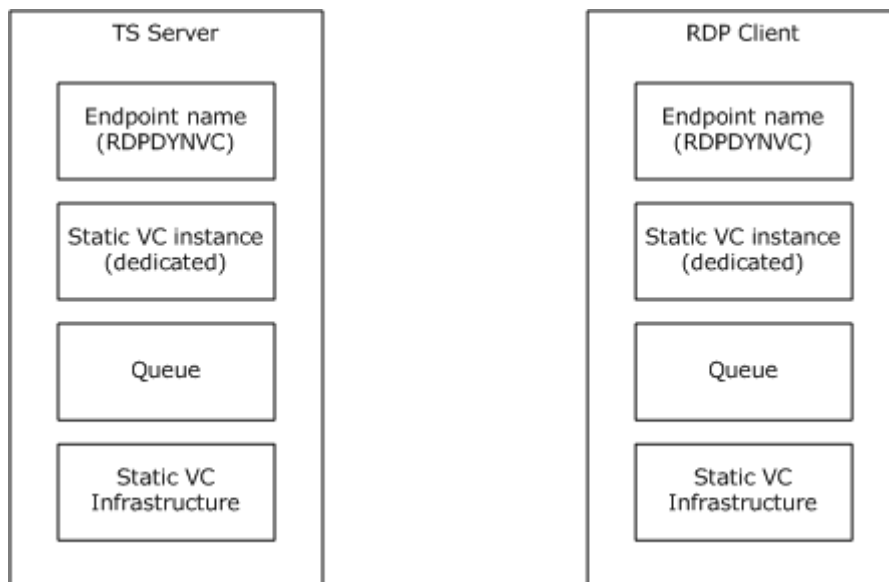 TS Server
Endpoint name
(RDPDYNVC)
Static VC instance
(dedicated)
Queue
Static VC
Infrastructure
RDP Client
Endpoint name
(RDPDYNVC)
Static VC instance
(dedicated)
Queue
Static VC
Infrastructure